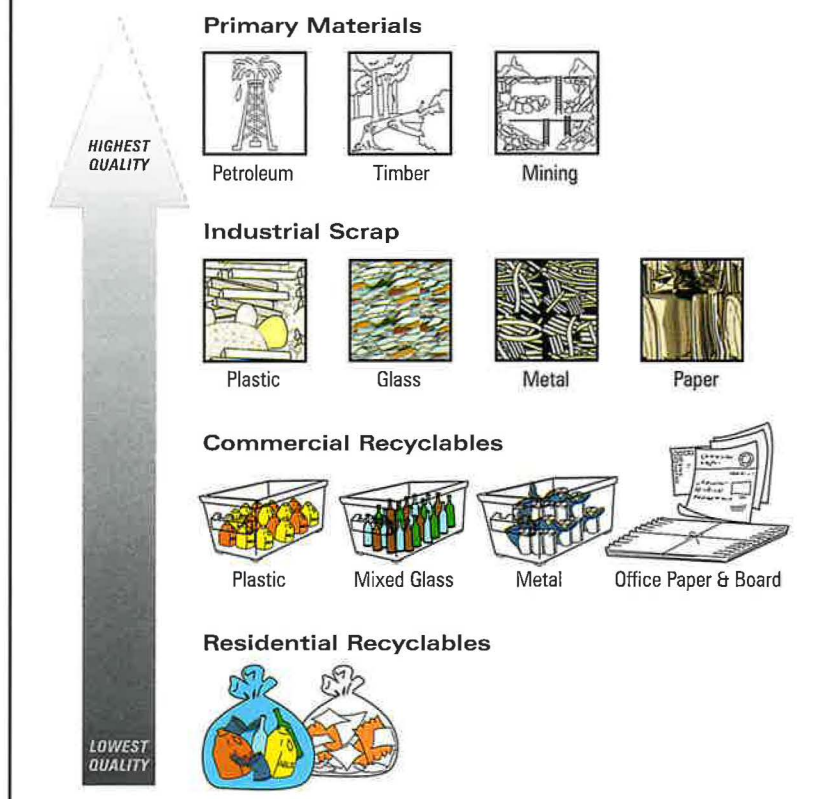 Primary Materials
HIGHEST
QUALITY
Petroleum
Timber
Mining
Industrial Scrap
Plastic
Glass
Metal
Paper
Commercial Recyclables
Plastic
Mixed Glass
Metal
Office Paper & Board
Residential Recyclables
LOWEST
QUALITY